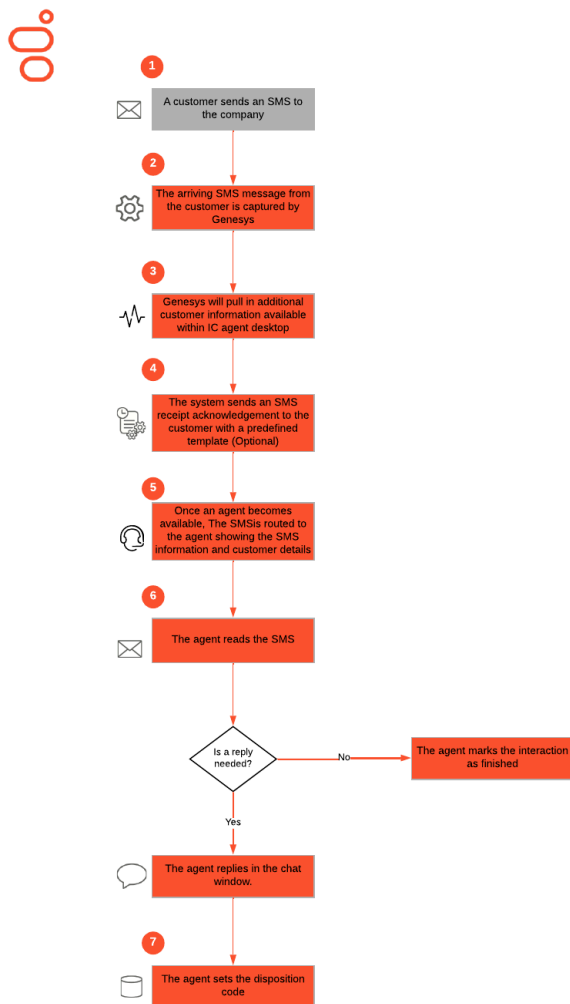 1
A customer sends an SMS to
the company
2
The arriving SMS message from
the customer is captured by
Genesys
3
Genesys will pull in additional
customer information available
within IC agent desktop
4
The system sends an SMS
receipt acknowledgement to the
customer with a predefined
template (Optional)
5
Once an agent becomes
available, The SMSis routed to
the agent showing the SMS
information and customer details
6
The agent reads the SMS
Is a reply
needed?
No
The agent marks the interaction
as finished
Yes
The agent replies in the chat
window.
7
The agent sets the disposition
code